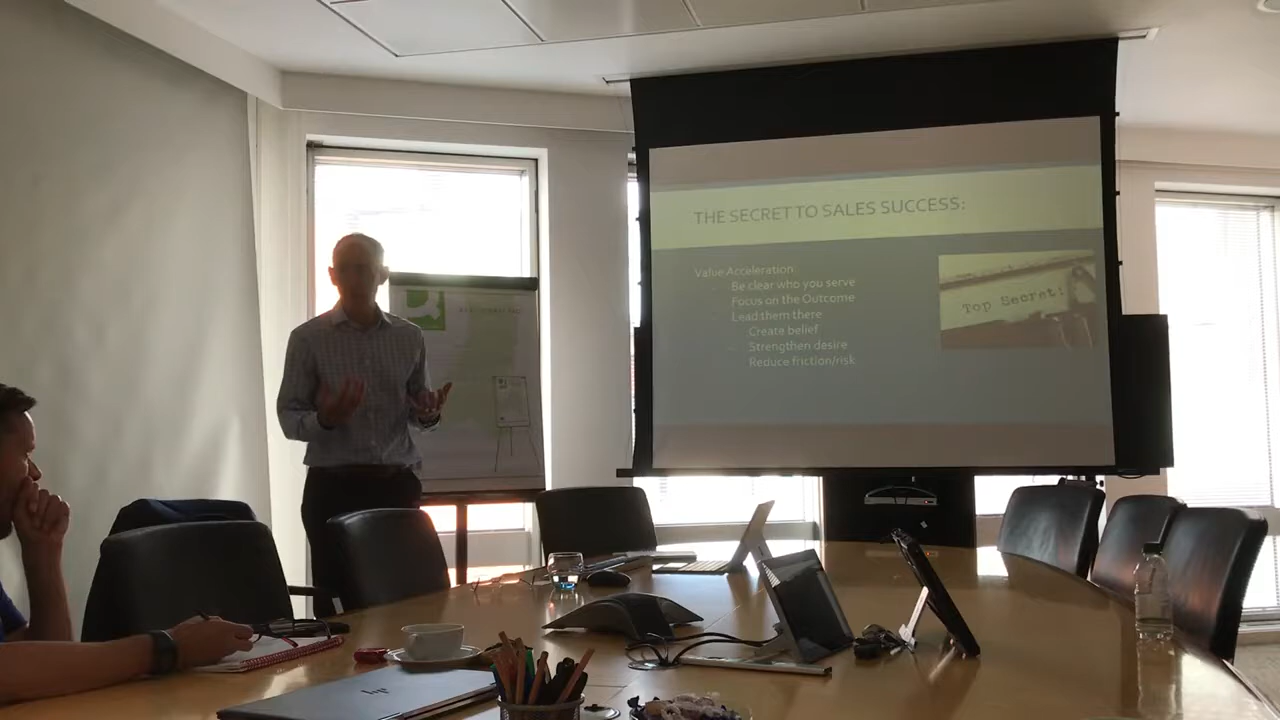 THE SECRET TO SALES SUCCESS:
Value Acceleration
Be clear who you serve
Focus on the Outcome
Lead them there
Create belief
Strengthen desire
Reduce friction/risk
Top Secret:
hp